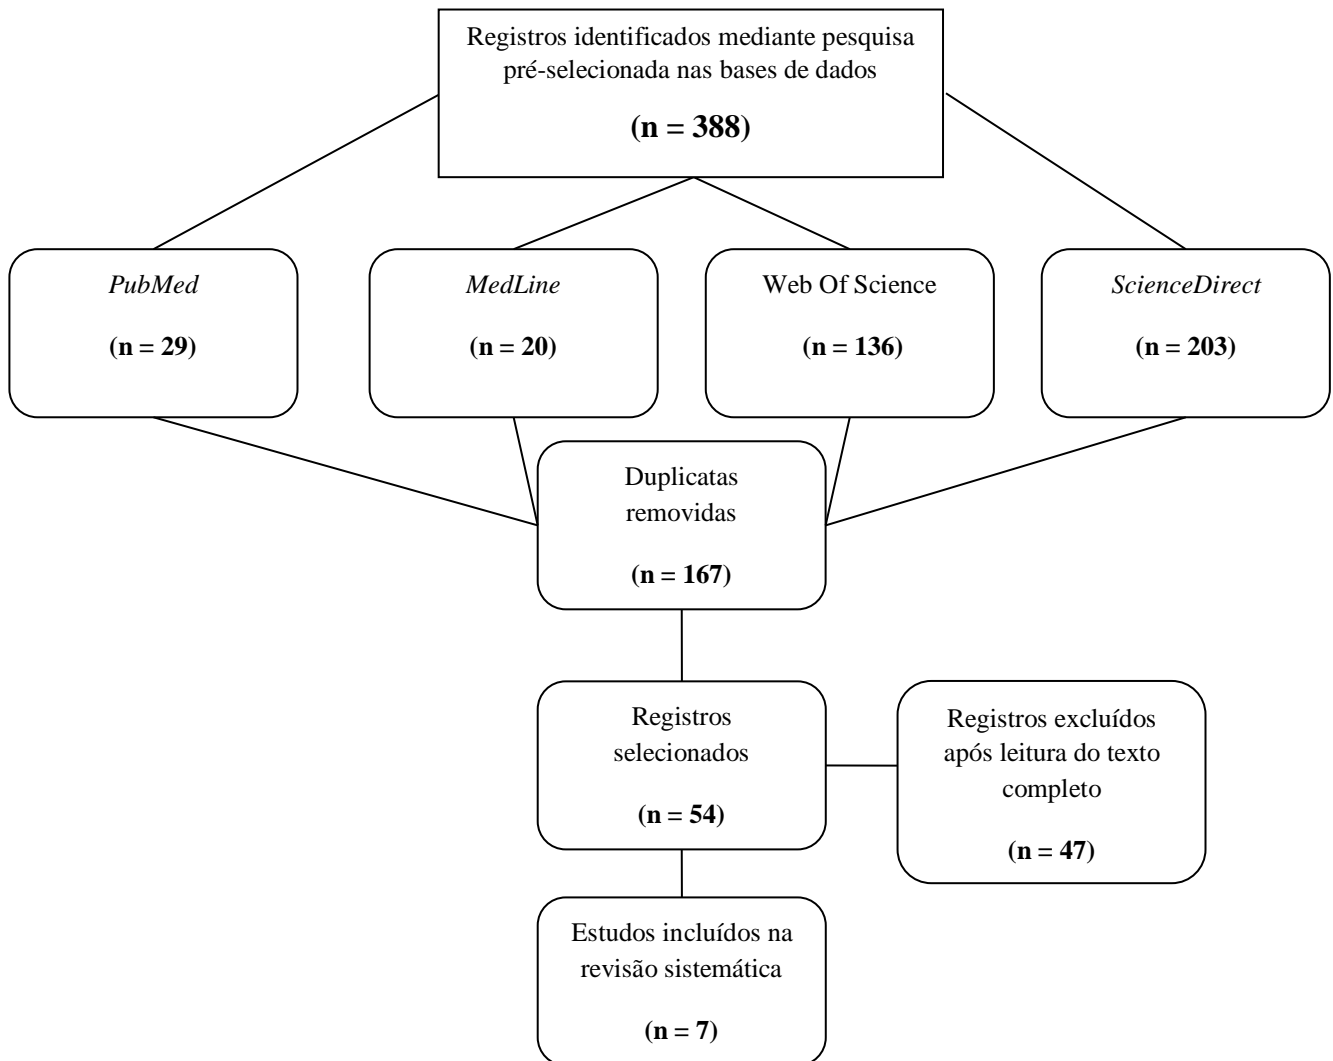 Registros identificados mediante pesquisa
pré-selecionada nas bases de dados
(n = 388)
PubMed
(n = 29)
MedLine
(n = 20)
Web Of Science
(n = 136)
ScienceDirect
(n = 203)
Duplicatas
removidas
(n = 167)
Registros
selecionados
(n = 54)
Registros excluídos
após leitura do texto
completo
(n = 47)
Estudos incluídos na
revisão sistemática
(n = 7)